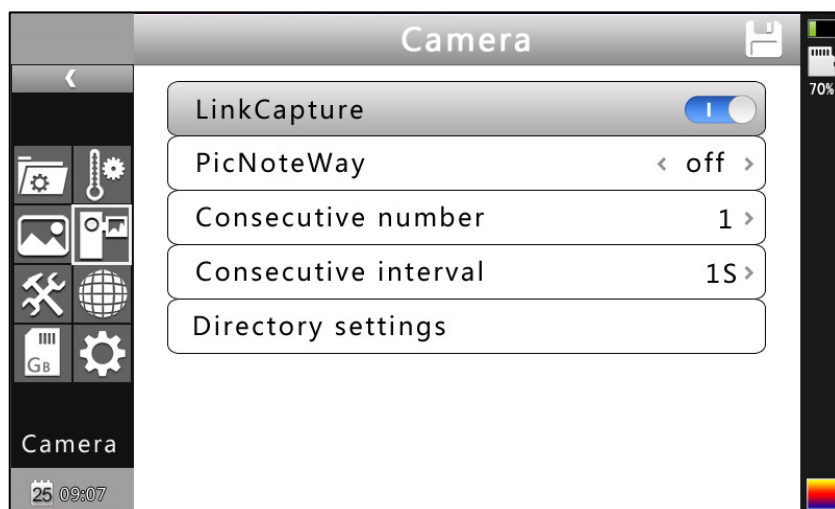 Camera
70%
LinkCapture
PicNoteWay < off >
Consecutive number 1 >
Consecutive interval 1S >
Directory settings
GB
Camera
25 09:07